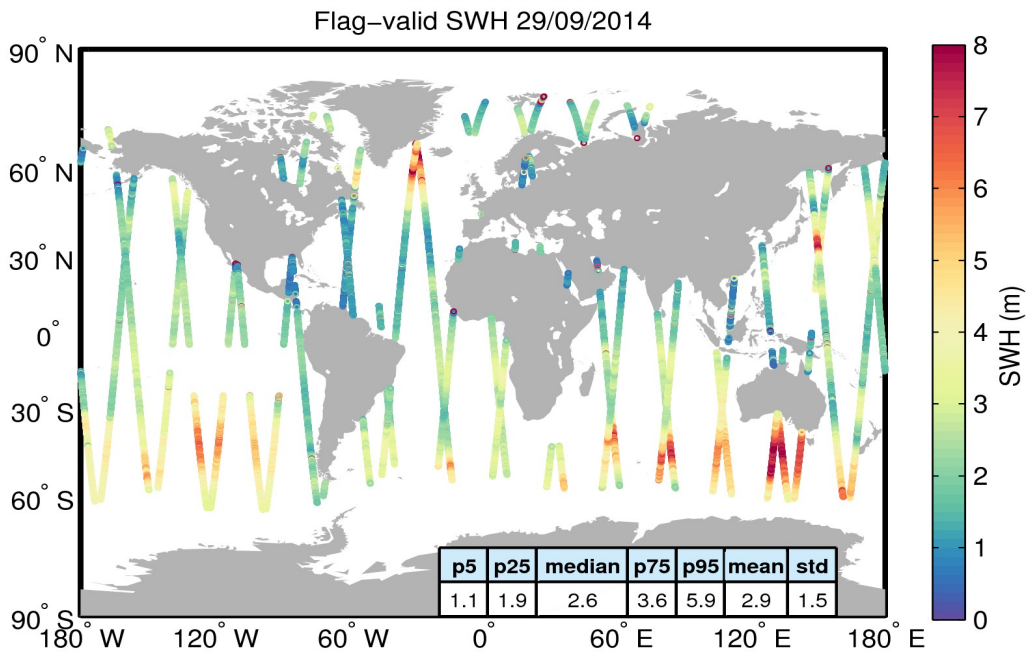 Flag−valid SWH 29/09/2014
90° N
60° N
30° N
0°
30° S
60° S
90° S
180° W
120° W
60° W
0°
60° E
120° E
180° E
p5 p25 median p75 p95 mean std
1.1 1.9 2.6 3.6 5.9 2.9 1.5
8
7
6
5
4
3
2
1
0
SWH (m)